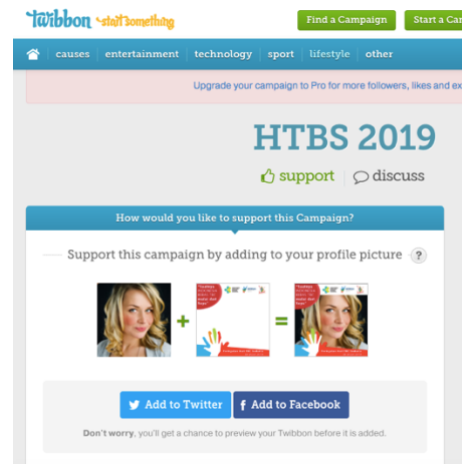 twibbon start something
Find a Campaign Start a Car
causes entertainment technology sport lifestyle other
Upgrade your campaign to Pro for more followers, likes and ex
HTBS 2019
support discuss
How would you like to support this Campaign?
Support this campaign by adding to your profile picture ?
+ =
Add to Twitter f Add to Facebook
Don't worry, you'll get a chance to preview your Twibbon before it is added.